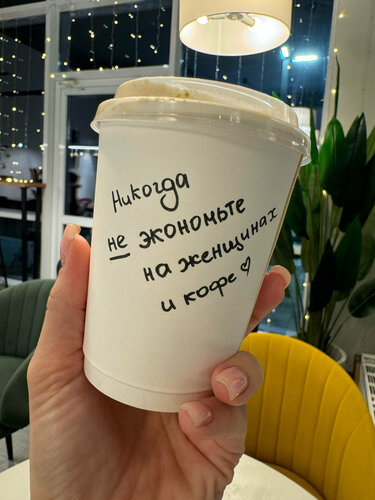 Никогда
не экономьте
на женщинах
и кофе ♡